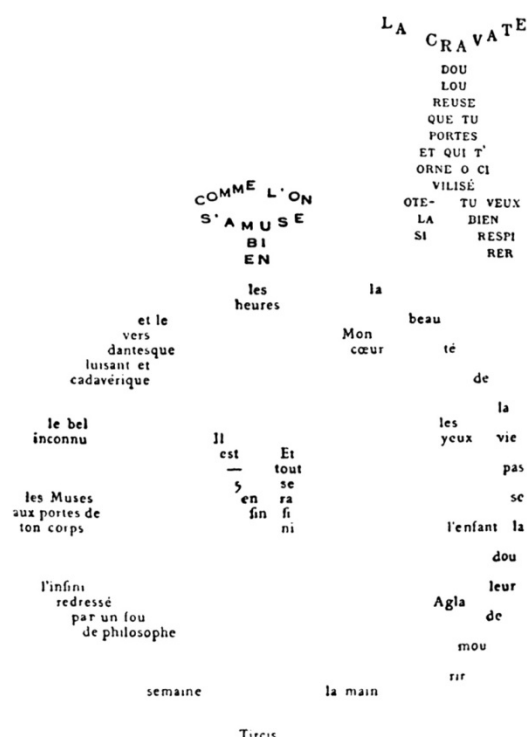 LA CRAVATE
DOU
LOU
REUSE
QUE TU
PORTES
ET QUI T'
ORNE O CI
VILISÉ
OTE- TU VEUX
LA BIEN
SI RESPI
RER
COMME L'ON
S'AMUSE
BI
EN
les
heures
la
beau
té
de
la
vie
pas
se
la
dou
leur
de
mou
rir
Mon
cœur
les
yeux
l'enfant
Agla
la main
Tircis
semaine
l'infini
redressé
par un fou
de philosophe
les Muses
aux portes de
ton corps
le bel
inconnu
et le
vers
dantesque
luisant et
cadavérique
Il
est
—
5
en
fin
Et
tout
se
ra
fi
ni